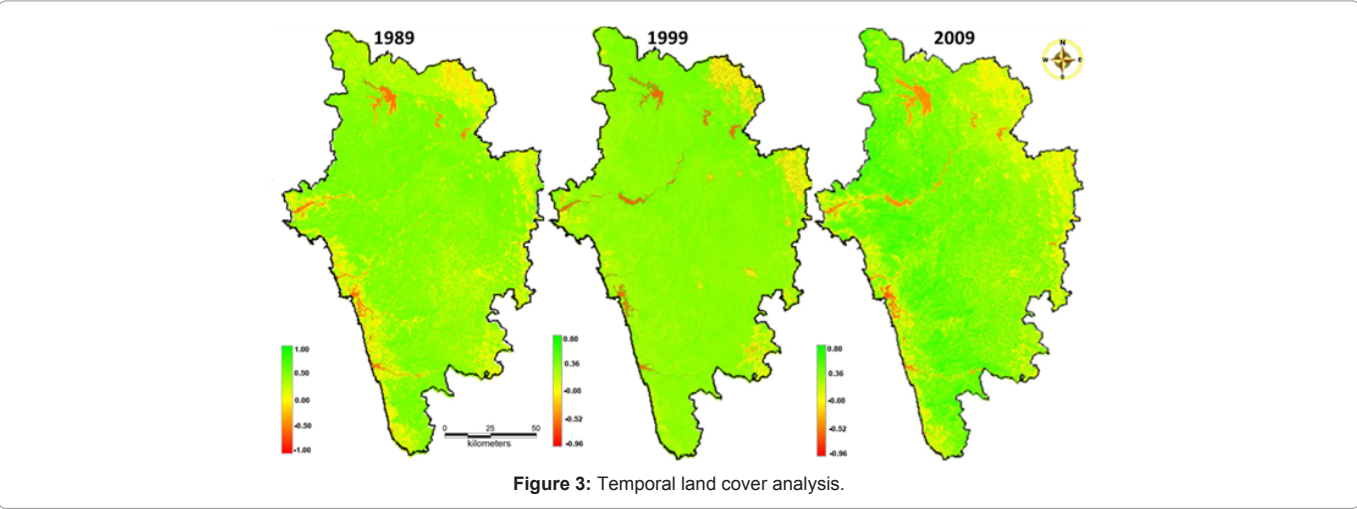 1989
1999
2009
N
W
E
S
1.00
0.50
0.00
-0.50
-1.00
0 25 50
kilometers
0.80
0.36
-0.08
-0.52
-0.96
0.80
0.36
-0.08
-0.52
-0.96
Figure 3: Temporal land cover analysis.